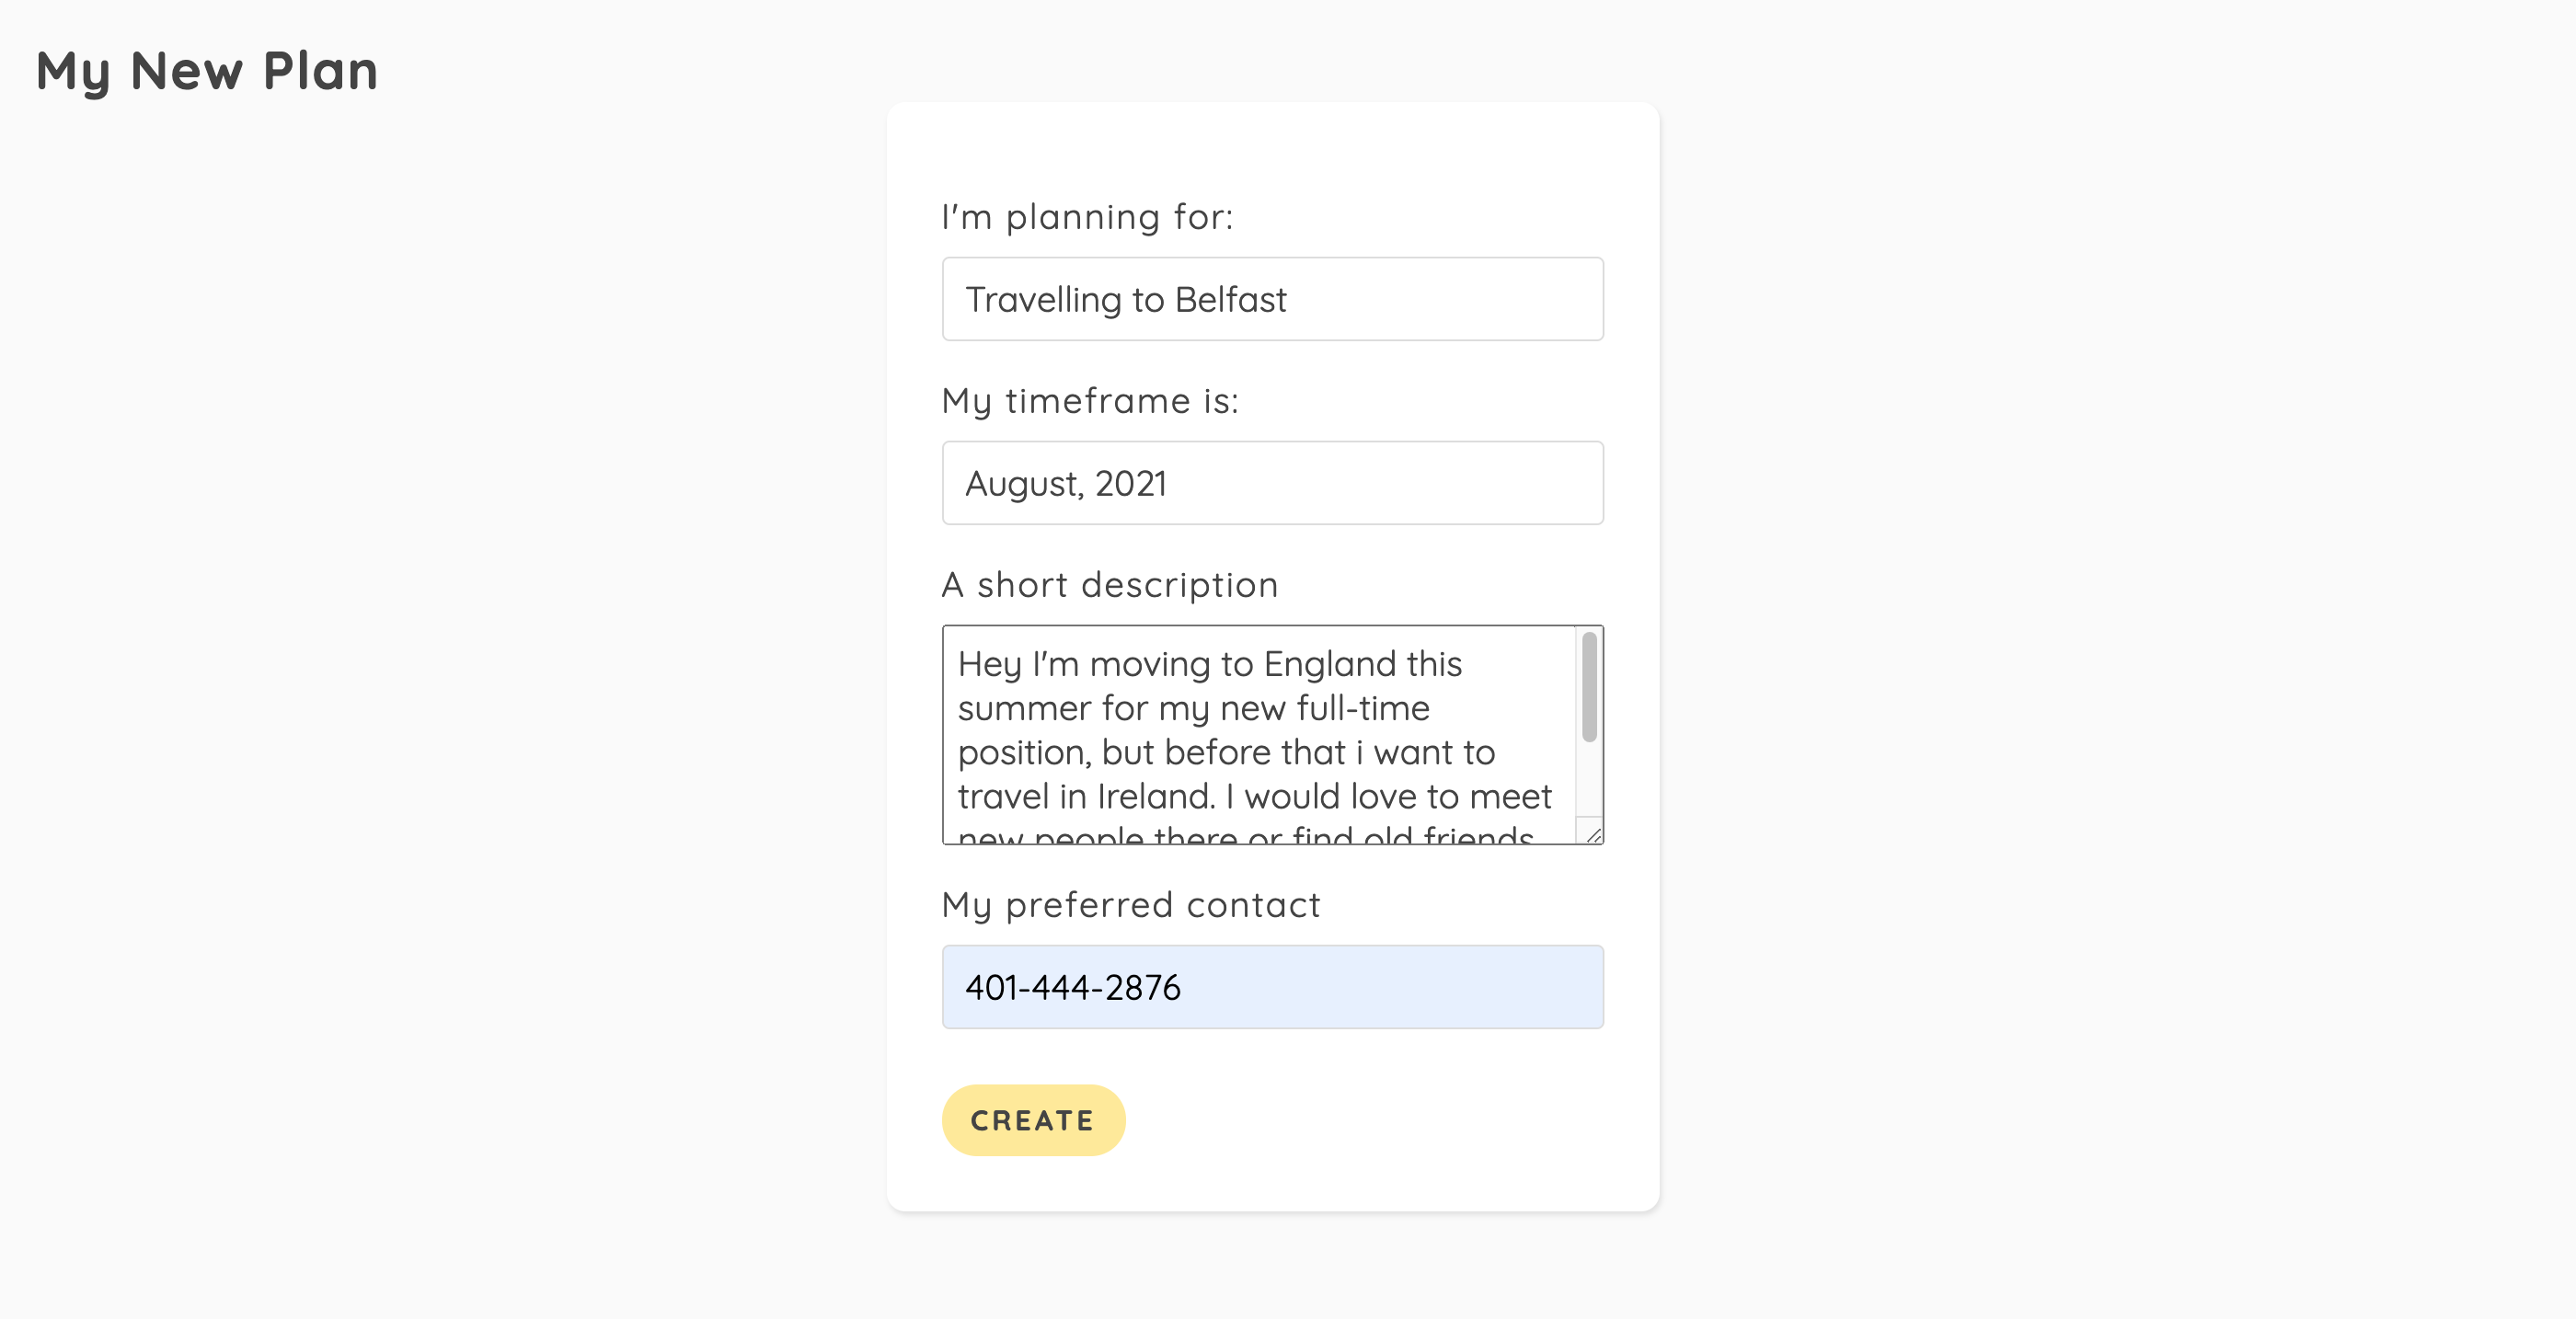 My New Plan
I'm planning for:
Travelling to Belfast
My timeframe is:
August, 2021
A short description
Hey I'm moving to England this
summer for my new full-time
position, but before that i want to
travel in Ireland. I would love to meet
new people there or find old friends
My preferred contact
401-444-2876
CREATE